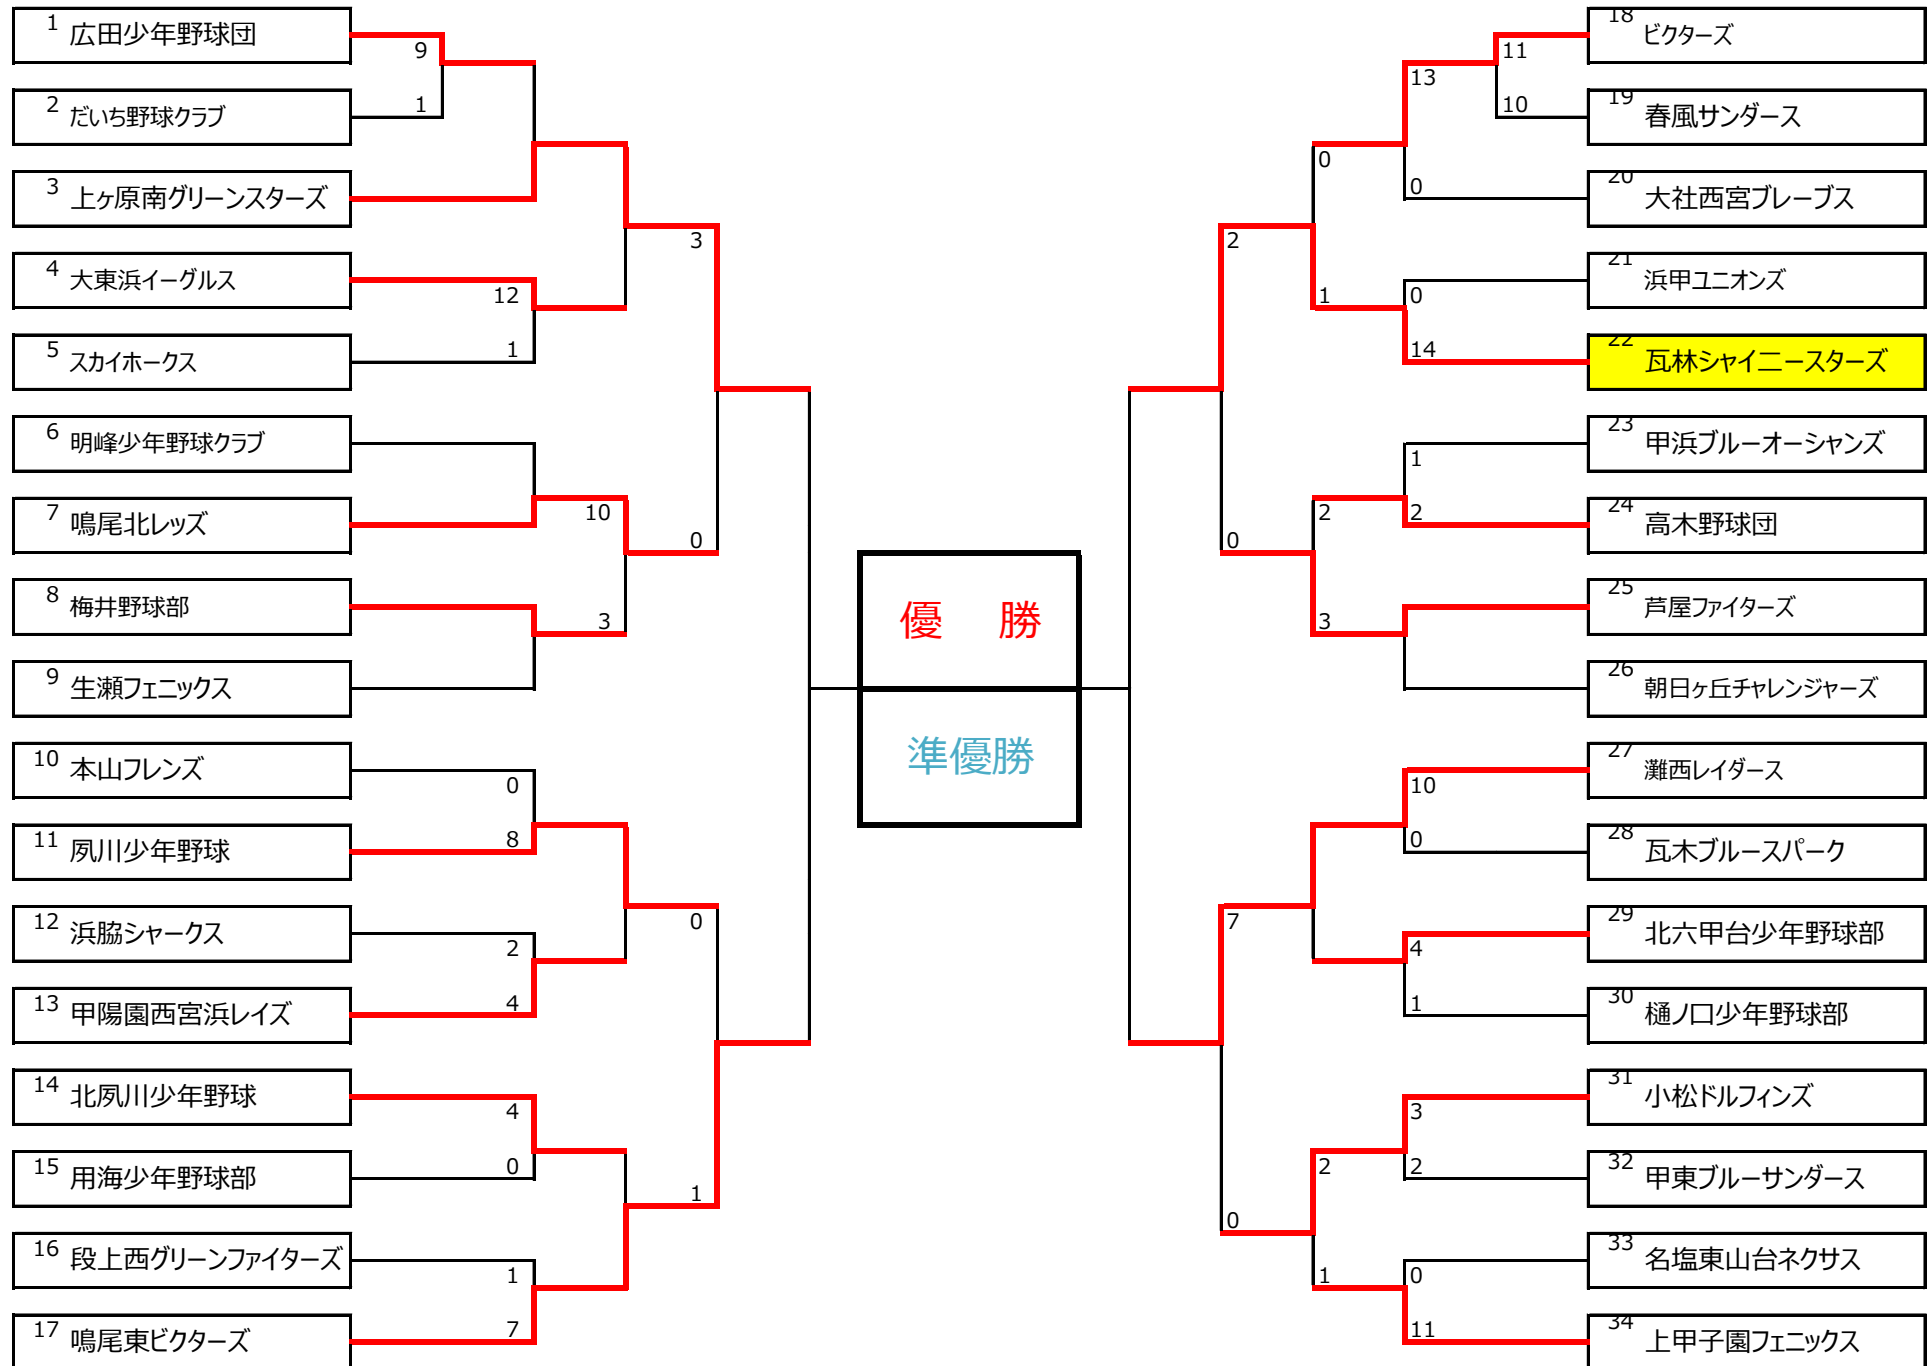 1 広田少年野球団
9
2 だいち野球クラブ
1
3 上ヶ原南グリーンスターズ
3
4 大東浜イーグルス
12
5 スカイホークス
1
6 明峰少年野球クラブ
7 鳴尾北レッズ
10
0
8 梅井野球部
3
9 生瀬フェニックス
10 本山フレンズ
0
11 夙川少年野球
8
12 浜脇シャークス
0
2
13 甲陽園西宮浜レイズ
4
14 北夙川少年野球
4
15 用海少年野球部
0
1
16 段上西グリーンファイターズ
1
17 鳴尾東ビクターズ
7
優 勝
準優勝
18 ビクターズ
11
13
19 春風サンダース
10
0
20 大社西宮ブレーブス
0
2
21 浜甲ユニオンズ
0
1
22 瓦林シャイニースターズ
14
23 甲浜ブルーオーシャンズ
1
24 高木野球団
2
2
0
25 芦屋ファイターズ
3
26 朝日ヶ丘チャレンジャーズ
27 灘西レイダース
10
28 瓦木ブルースパーク
0
7
29 北六甲台少年野球部
4
30 樋ノ口少年野球部
1
31 小松ドルフィンズ
3
32 甲東ブルーサンダース
2
2
0
33 名塩東山台ネクサス
0
1
34 上甲子園フェニックス
11